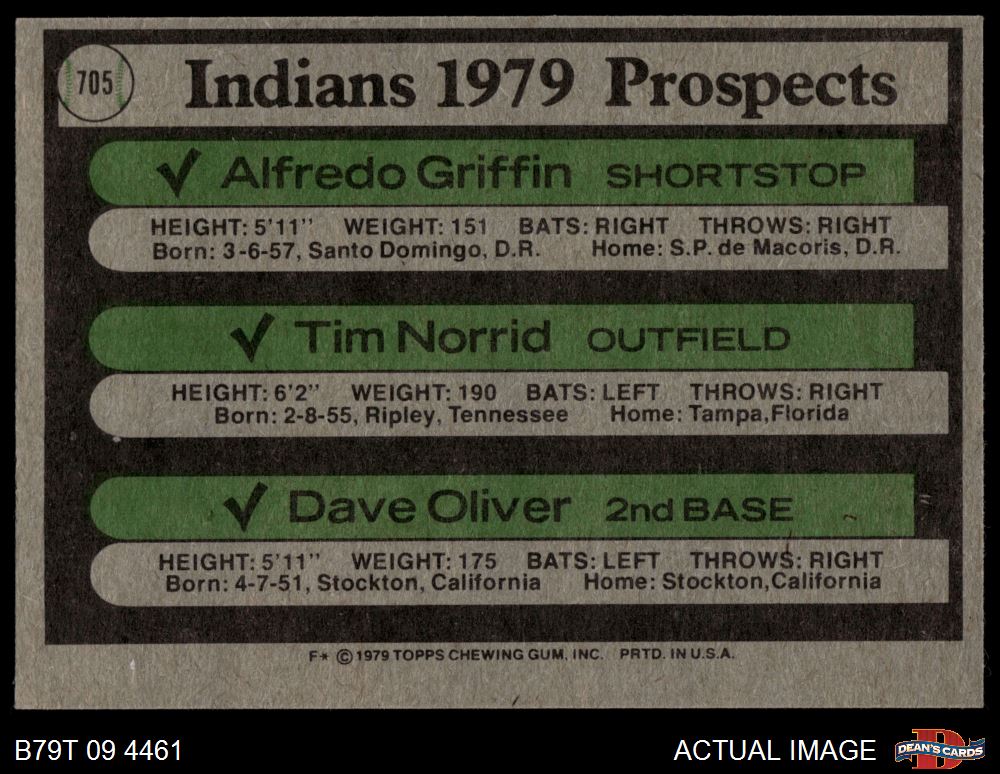 705
Indians 1979 Prospects
✓ Alfredo Griffin SHORTSTOP
HEIGHT: 5'11" WEIGHT: 151 BATS: RIGHT THROWS: RIGHT
Born: 3-6-57, Santo Domingo, D.R. Home: S.P. de Macoris, D.R.
✓ Tim Norrid OUTFIELD
HEIGHT: 6'2" WEIGHT: 190 BATS: LEFT THROWS: RIGHT
Born: 2-8-55, Ripley, Tennessee Home: Tampa,Florida
✓ Dave Oliver 2nd BASE
HEIGHT: 5'11" WEIGHT: 175 BATS: LEFT THROWS: RIGHT
Born: 4-7-51, Stockton, California Home: Stockton,California
F* © 1979 TOPPS CHEWING GUM, INC. PRTD. IN U.S.A.
B79T 09 4461 ACTUAL IMAGE D DEAN'S CARDS